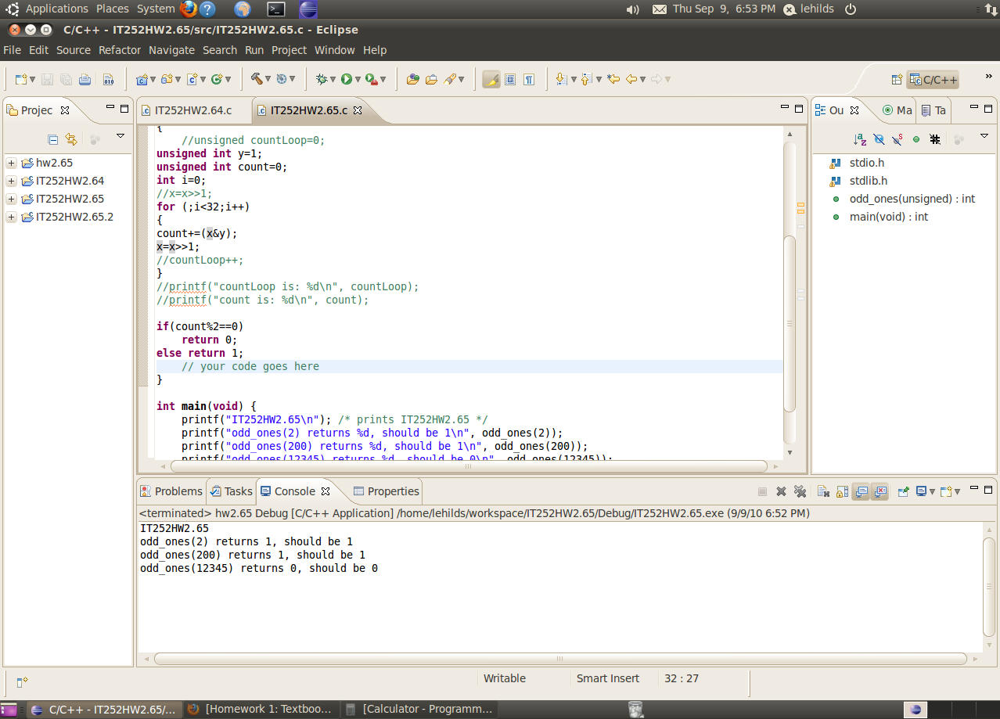 Applications Places System
Thu Sep 9, 6:53 PM lehilds
C/C++ - IT252HW2.65/src/IT252HW2.65.c - Eclipse
File Edit Source Refactor Navigate Search Run Project Window Help
C/C++
Projec
hw2.65
IT252HW2.64
IT252HW2.65
IT252HW2.65.2
IT252HW2.64.c IT252HW2.65.c
{
//unsigned countLoop=0;
unsigned int y=1;
unsigned int count=0;
int i=0;
//x=x>>1;
for (;i<32;i++)
{
count+=(x&y);
x=x>>1;
//countLoop++;
}
//printf("countLoop is: %d\n", countLoop);
//printf("count is: %d\n", count);
if(count%2==0)
return 0;
else return 1;
// your code goes here
}
int main(void) {
printf("IT252HW2.65\n"); /* prints IT252HW2.65 */
printf("odd_ones(2) returns %d, should be 1\n", odd_ones(2));
printf("odd_ones(200) returns %d, should be 1\n", odd_ones(200));
printf("odd_ones(12345) returns %d, should be 0\n", odd_ones(12345));
Ou Ma Ta
stdio.h
stdlib.h
odd_ones(unsigned) : int
main(void) : int
Problems Tasks Console Properties
<terminated> hw2.65 Debug [C/C++ Application] /home/lehilds/workspace/IT252HW2.65/Debug/IT252HW2.65.exe (9/9/10 6:52 PM)
IT252HW2.65
odd_ones(2) returns 1, should be 1
odd_ones(200) returns 1, should be 1
odd_ones(12345) returns 0, should be 0
Writable Smart Insert 32 : 27
C/C++ - IT252HW2.65/... [Homework 1: Textboo... [Calculator - Programm...